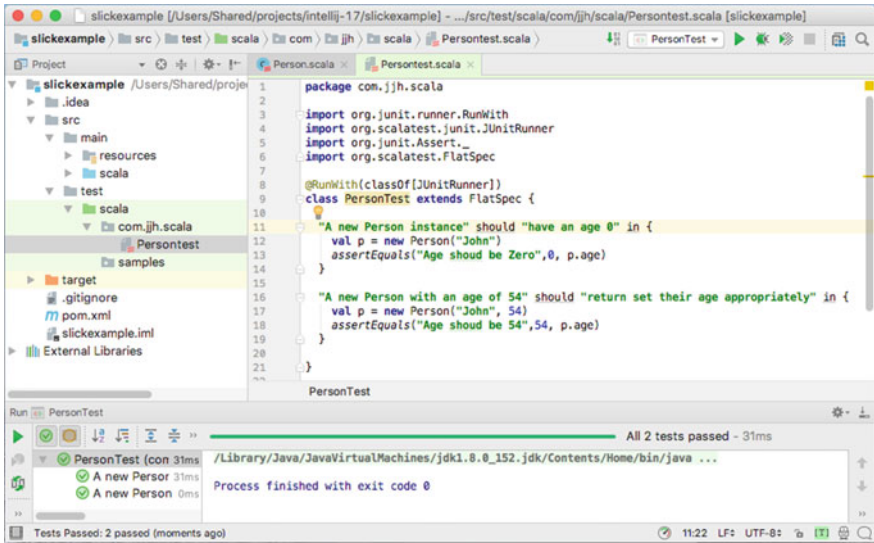 slickexample [/Users/Shared/projects/intellij-17/slickexample] - .../src/test/scala/com/jjh/scala/Persontest.scala [slickexample]
slickexample src test scala com jjh scala Persontest.scala PersonTest
Project
Person.scala Persontest.scala
slickexample /Users/Shared/proje
.idea
src
main
resources
scala
test
scala
com.jjh.scala
Persontest
samples
target
.gitignore
pom.xml
slickexample.iml
External Libraries
1 package com.jjh.scala
2
3 import org.junit.runner.RunWith
4 import org.scalatest.junit.JUnitRunner
5 import org.junit.Assert._
6 import org.scalatest.FlatSpec
7
8 @RunWith(classOf[JUnitRunner])
9 class PersonTest extends FlatSpec {
10
11 "A new Person instance" should "have an age 0" in {
12 val p = new Person("John")
13 assertEquals("Age shoud be Zero",0, p.age)
14 }
15
16 "A new Person with an age of 54" should "return set their age appropriately" in {
17 val p = new Person("John", 54)
18 assertEquals("Age shoud be 54",54, p.age)
19 }
20
21 }
22
PersonTest
Run PersonTest
All 2 tests passed - 31ms
PersonTest (com 31ms
A new Person 31ms
A new Person 0ms
/Library/Java/JavaVirtualMachines/jdk1.8.0_152.jdk/Contents/Home/bin/java ...
Process finished with exit code 0
Tests Passed: 2 passed (moments ago)
11:22 LF UTF-8 [T]